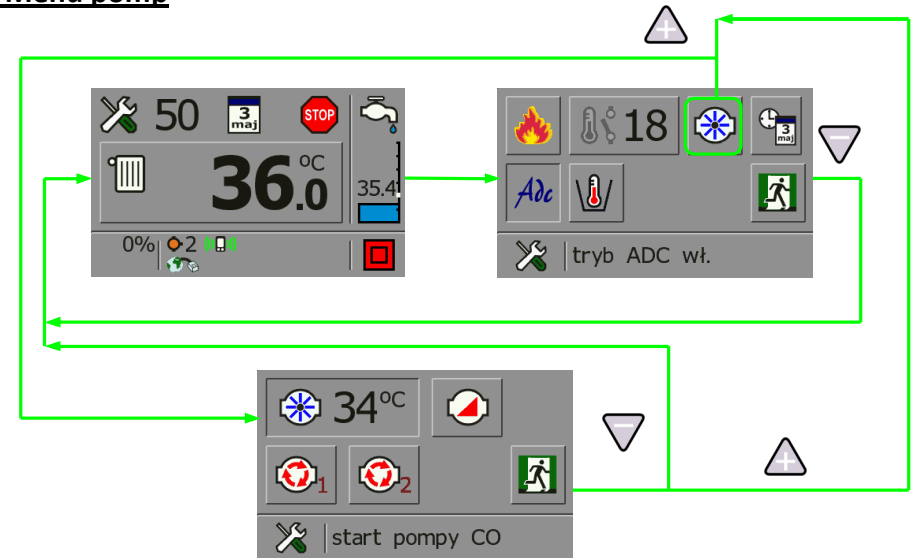 Menu pomp
50
3
maj
STOP
36.0 °C
35.4
0%
2
18
3
maj
Adc
tryb ADC wł.
34°C
1
2
start pompy CO